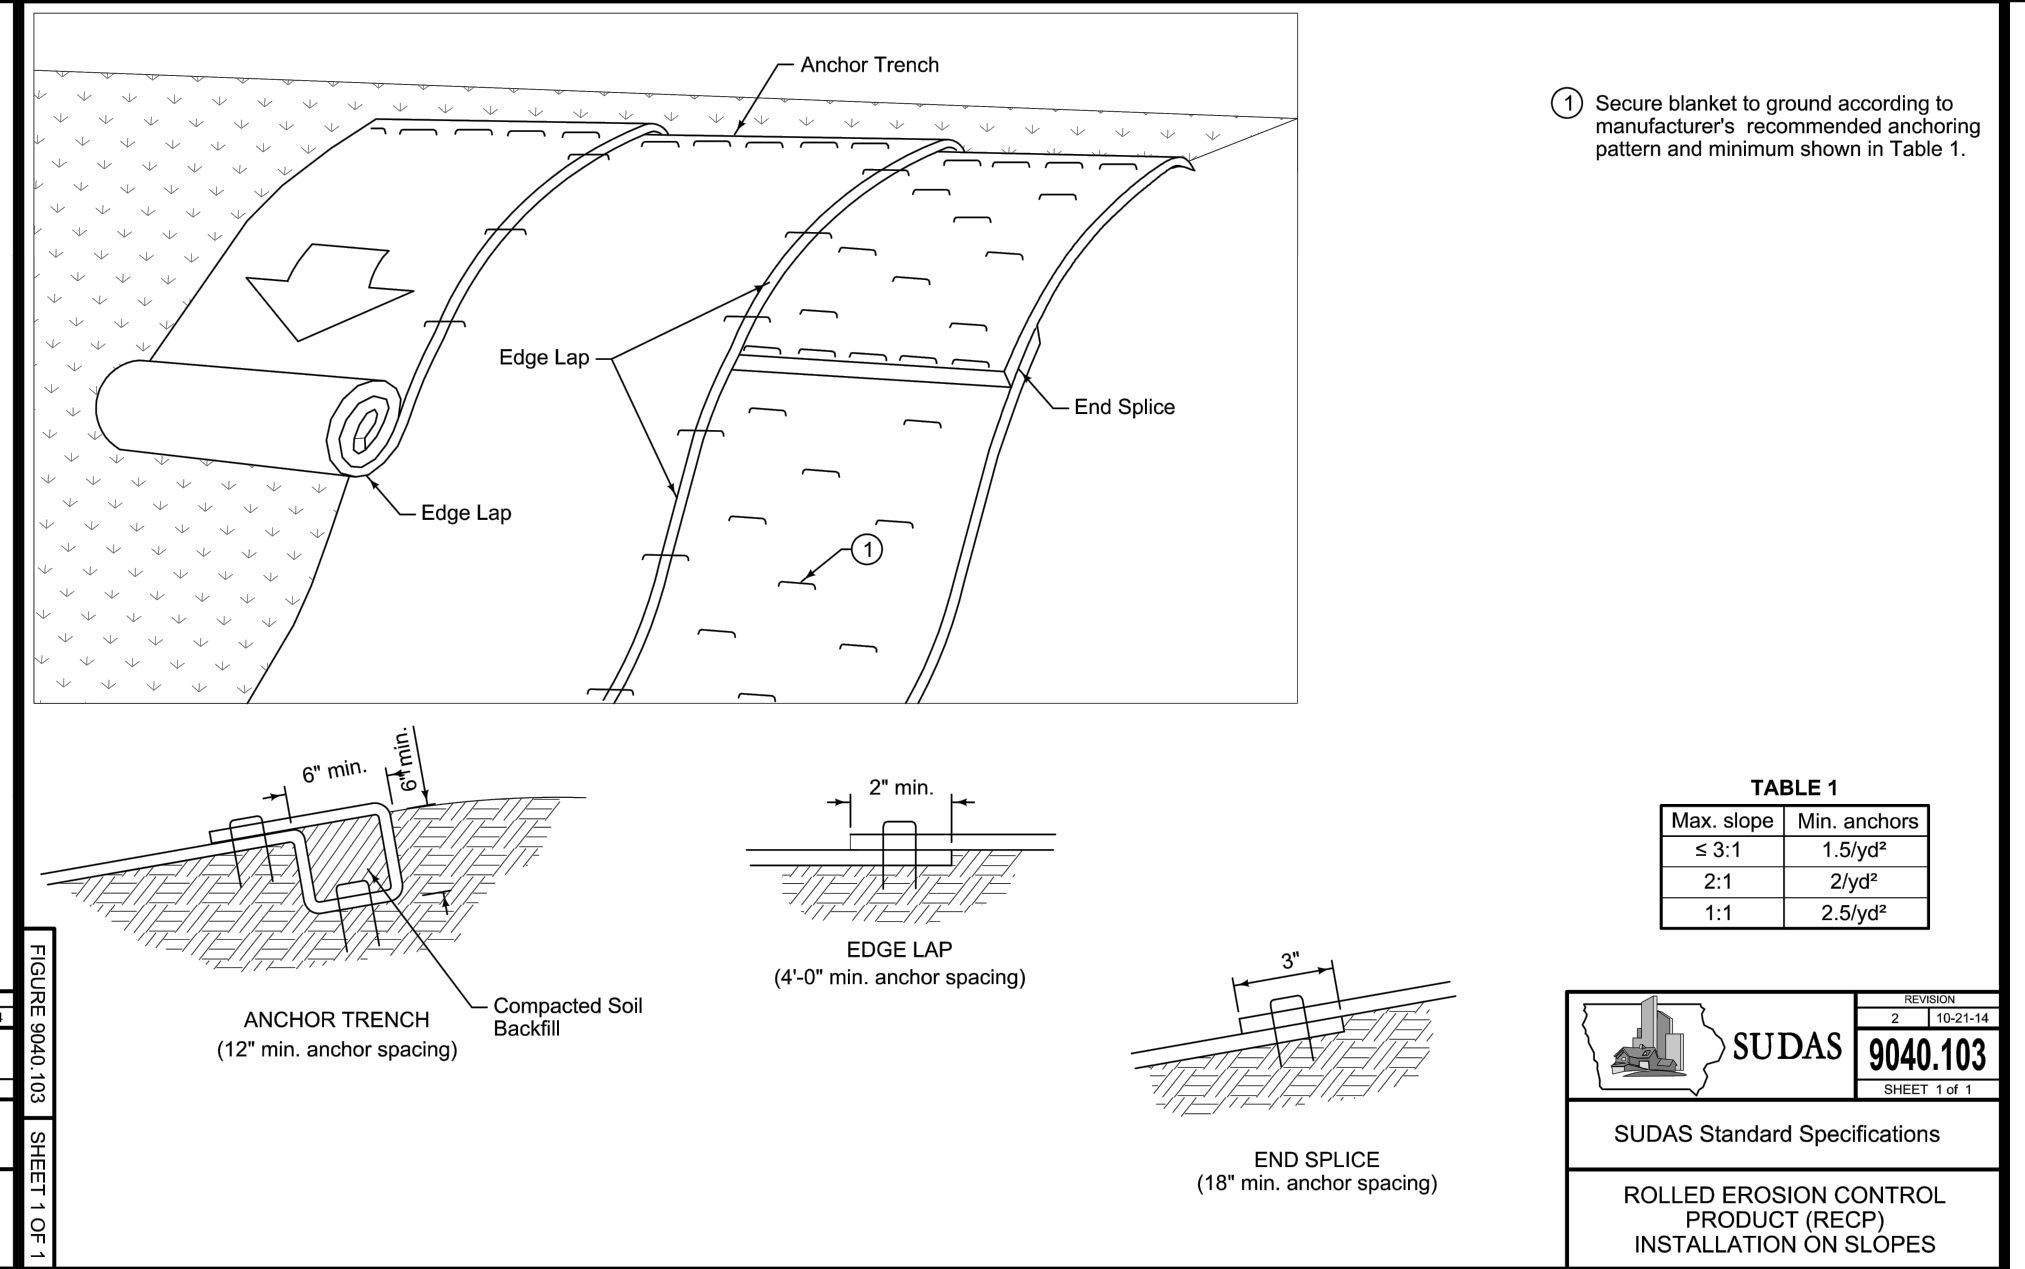 Anchor Trench
1 Secure blanket to ground according to
manufacturer's recommended anchoring
pattern and minimum shown in Table 1.
Edge Lap
End Splice
Edge Lap
1
6" min.
6" min.
Compacted Soil
Backfill
ANCHOR TRENCH
(12" min. anchor spacing)
2" min.
EDGE LAP
(4'-0" min. anchor spacing)
3"
END SPLICE
(18" min. anchor spacing)
TABLE 1
Max. slope Min. anchors
≤ 3:1 1.5/yd²
2:1 2/yd²
1:1 2.5/yd²
FIGURE 9040.103
SHEET 1 OF 1
SUDAS
REVISION
2 10-21-14
9040.103
SHEET 1 of 1
SUDAS Standard Specifications
ROLLED EROSION CONTROL
PRODUCT (RECP)
INSTALLATION ON SLOPES